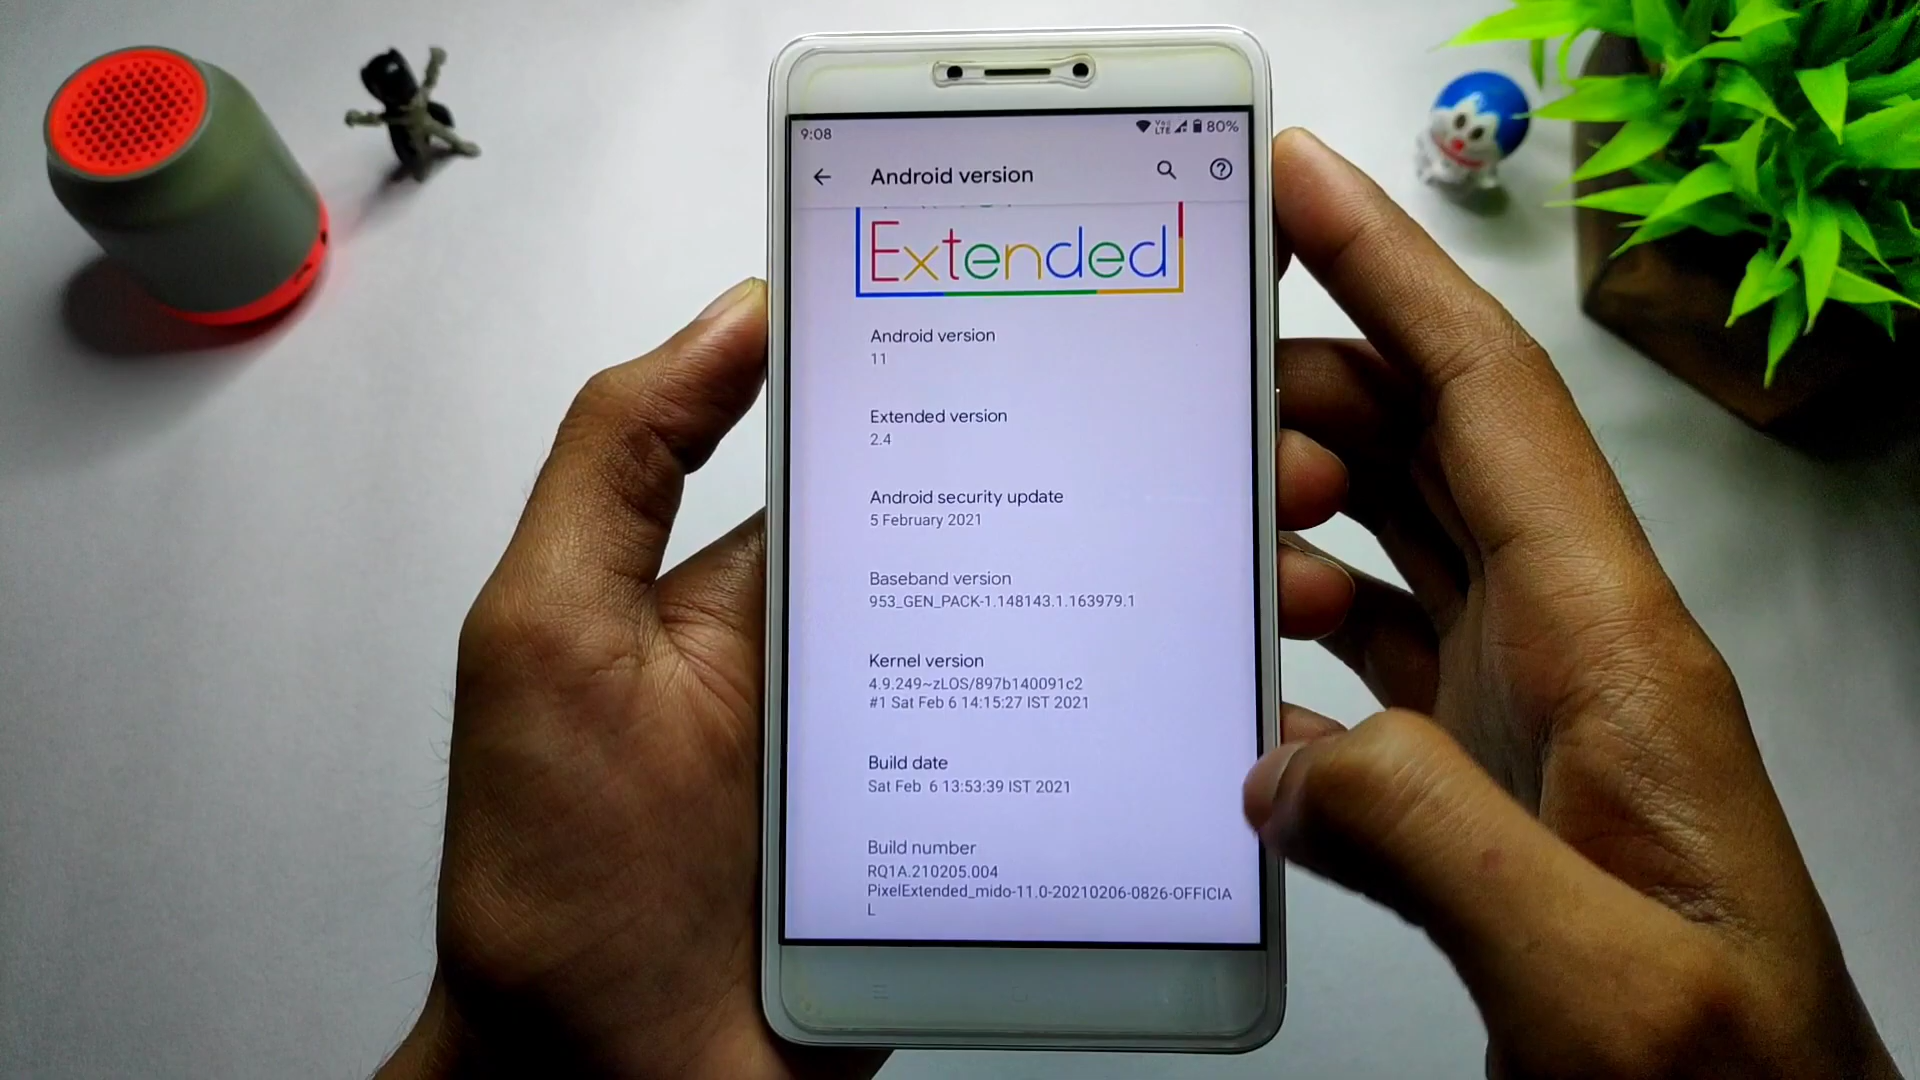 9:08
Vo))
LTE
80%
Android version
Extended
Android version
11
Extended version
2.4
Android security update
5 February 2021
Baseband version
953_GEN_PACK-1.148143.1.163979.1
Kernel version
4.9.249~zLOS/897b140091c2
#1 Sat Feb 6 14:15:27 IST 2021
Build date
Sat Feb  6 13:53:39 IST 2021
Build number
RQ1A.210205.004
PixelExtended_mido-11.0-20210206-0826-OFFICIA
L